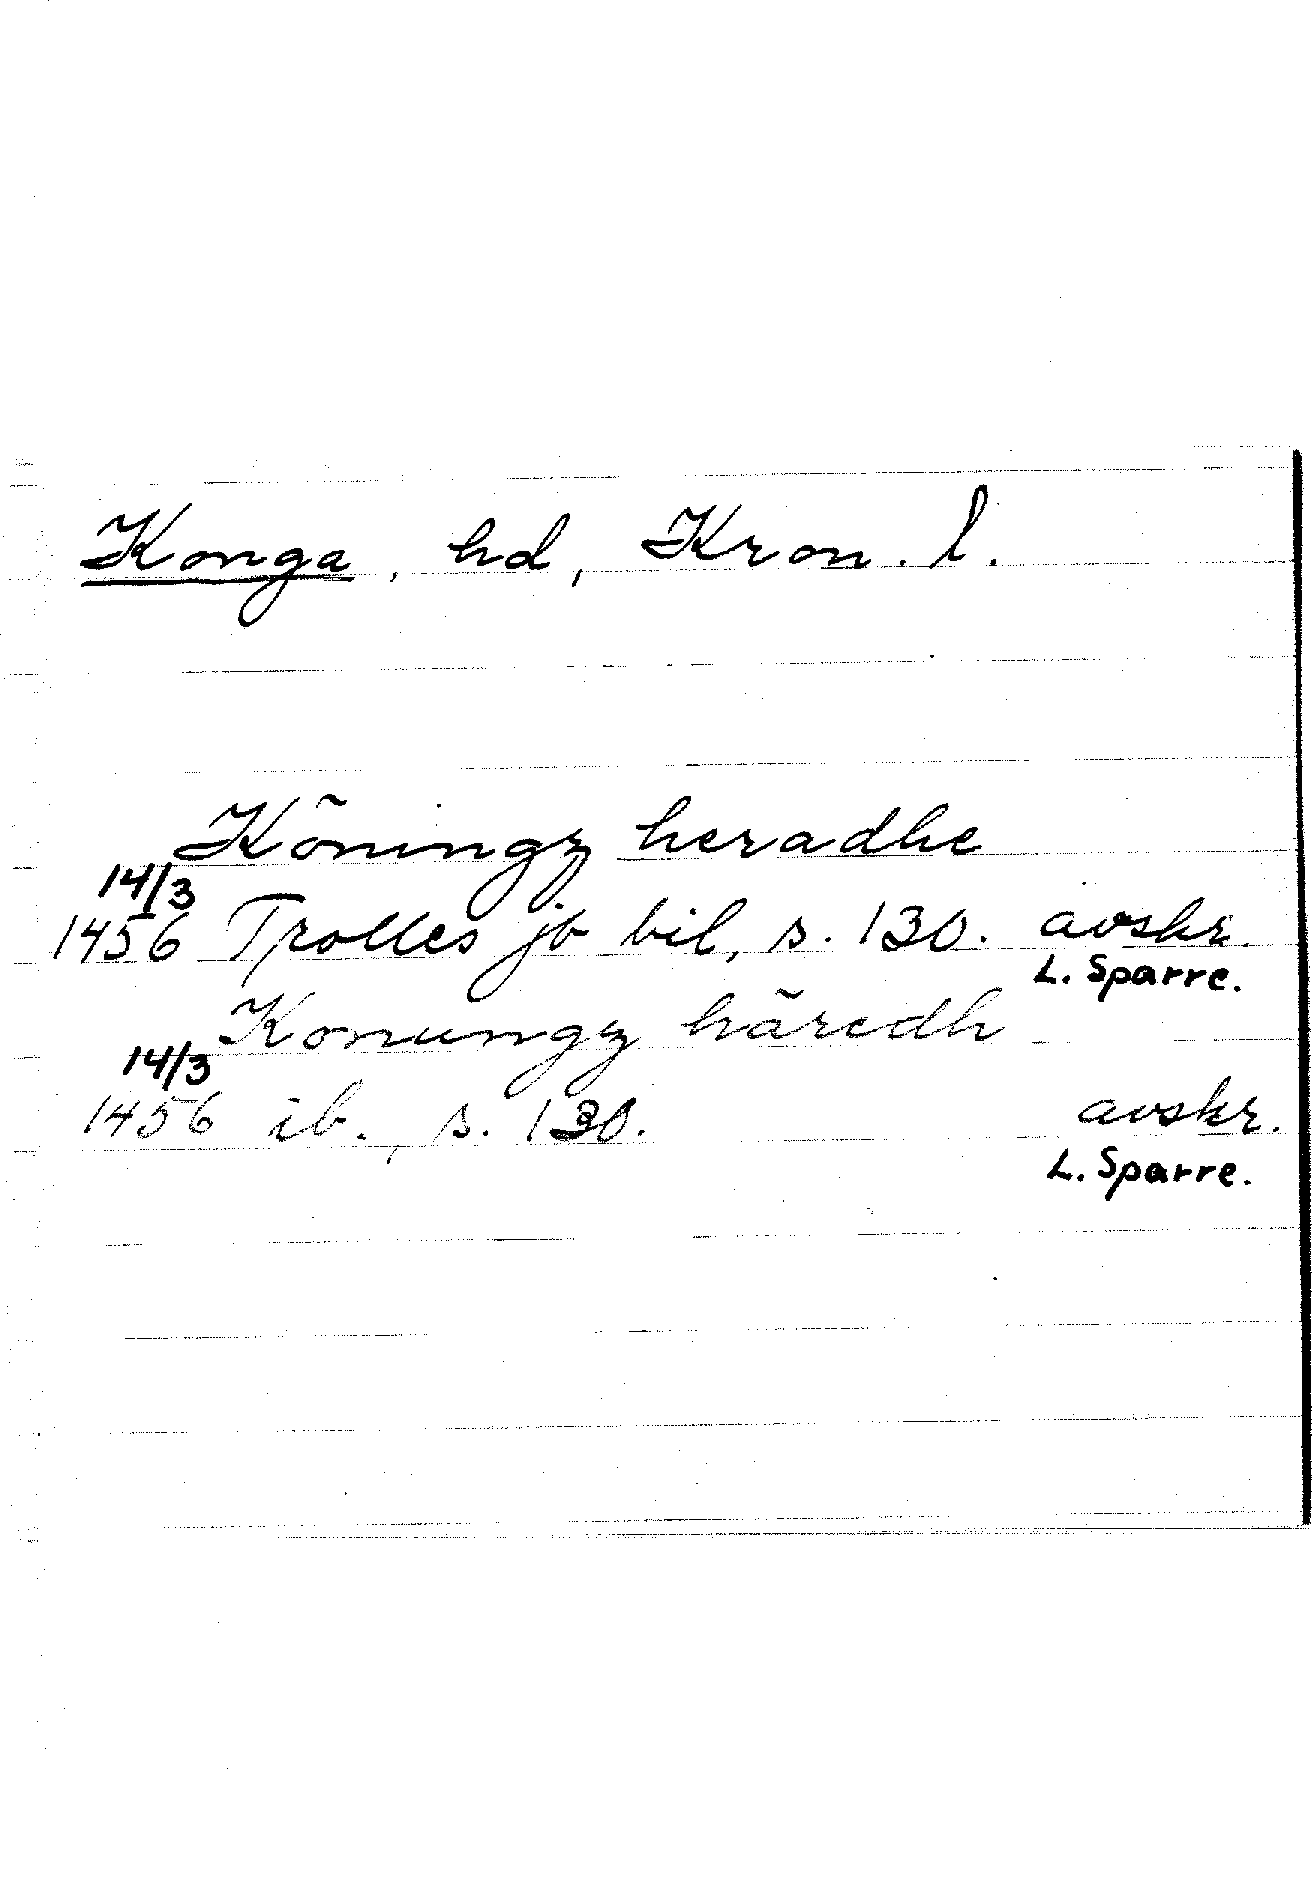 Konga, hd, Kron. l.
Kõningz heradhe
14/3
1456 Trolles jb bil, s. 130. avskr.
L. Sparre.
Konungz häredh
14/3
1456 ib., s. 130. avskr.
L. Sparre.